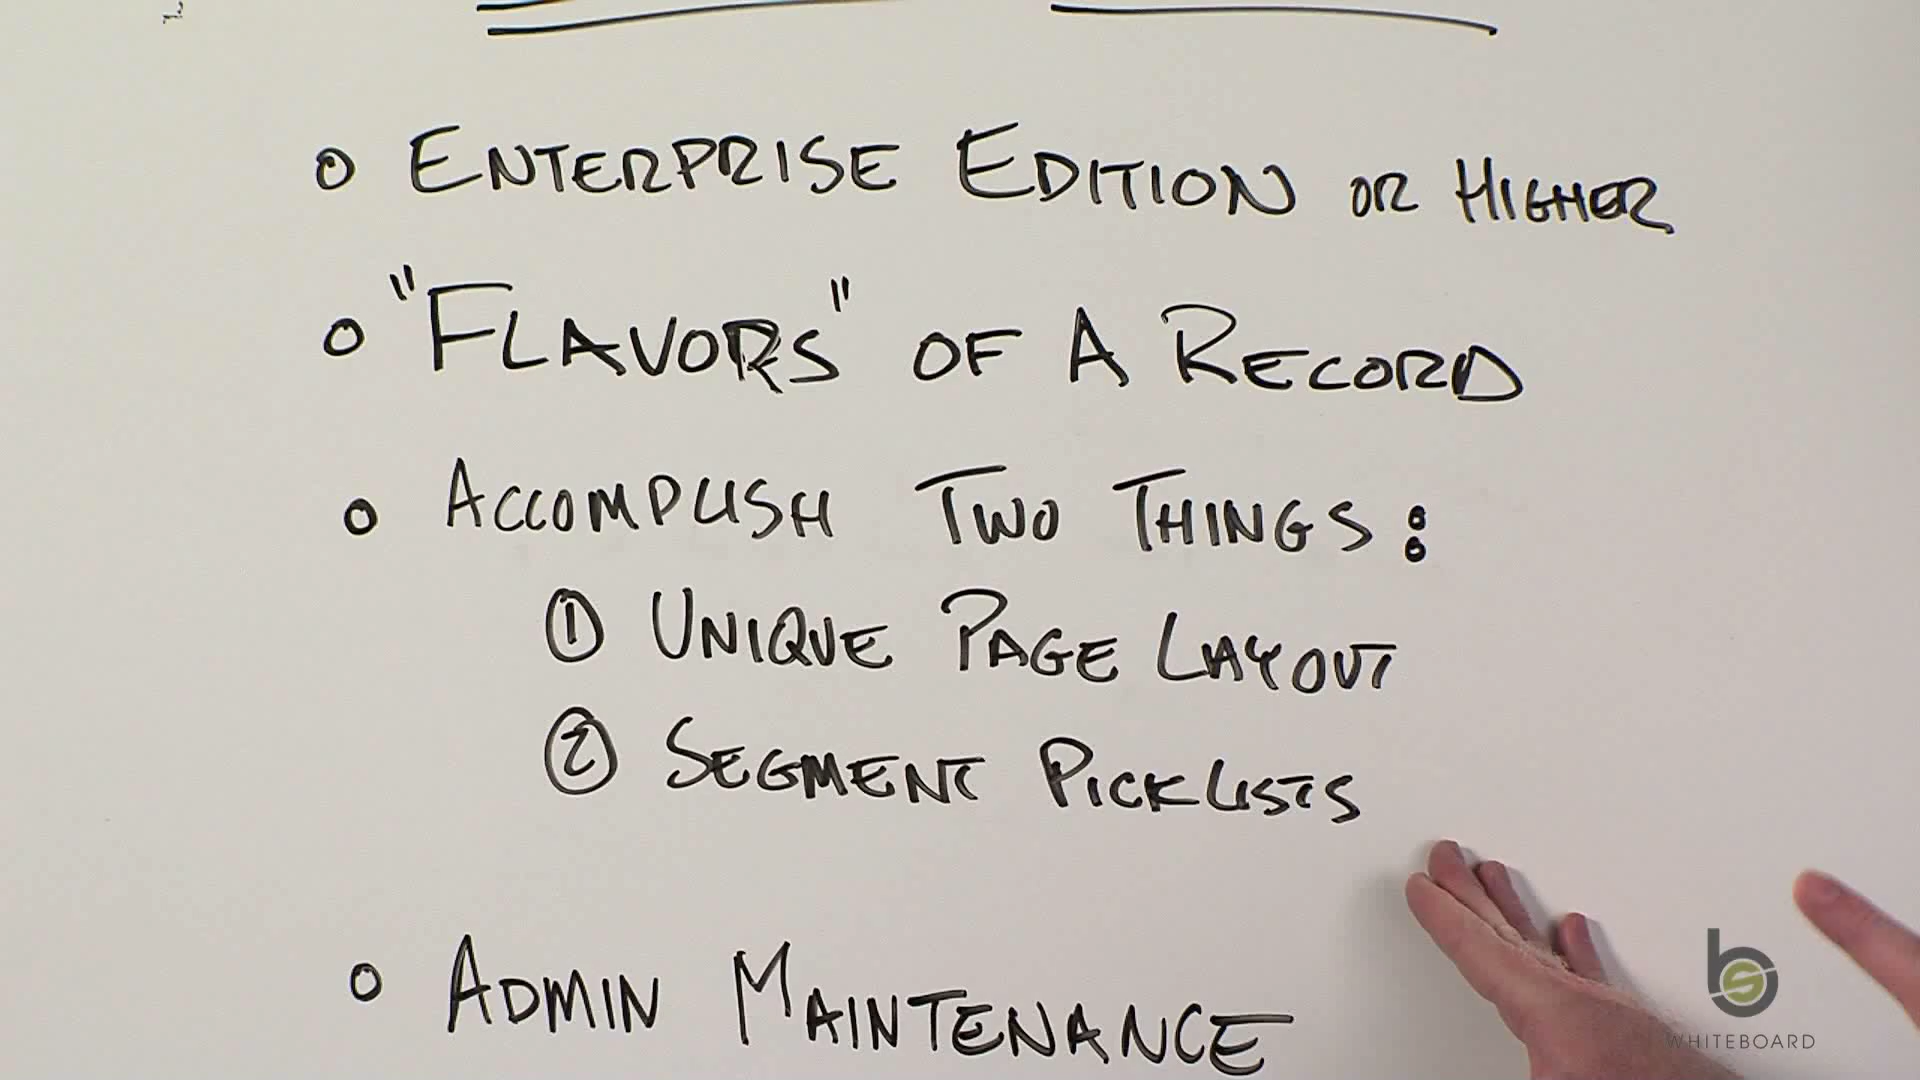 o ENTERPRISE EDITION OR HIGHER
o "FLAVORS" OF A RECORD
o ACCOMPLISH TWO THINGS:
① UNIQUE PAGE LAYOUT
② SEGMENT PICKLISTS
o ADMIN MAINTENANCE
bs
WHITEBOARD